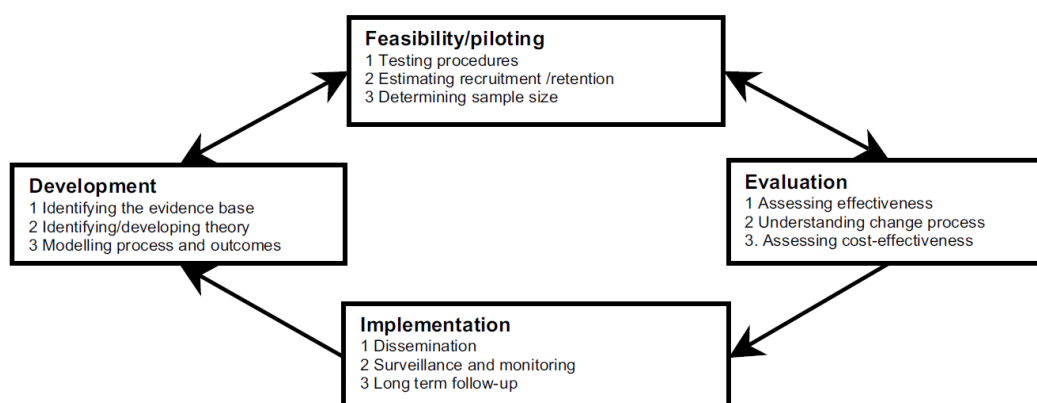 Feasibility/piloting
1 Testing procedures
2 Estimating recruitment /retention
3 Determining sample size
Development
1 Identifying the evidence base
2 Identifying/developing theory
3 Modelling process and outcomes
Evaluation
1 Assessing effectiveness
2 Understanding change process
3. Assessing cost-effectiveness
Implementation
1 Dissemination
2 Surveillance and monitoring
3 Long term follow-up